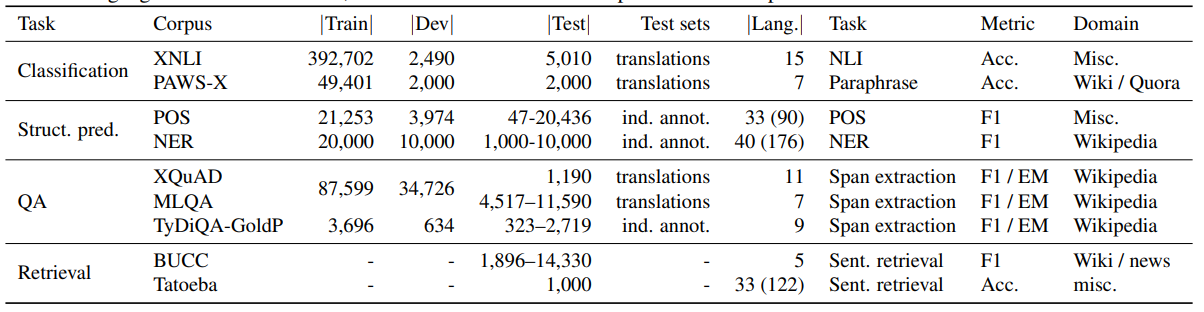 Task Corpus |Train| |Dev| |Test| Test sets |Lang.| Task Metric Domain
Classification
XNLI 392,702 2,490 5,010 translations 15 NLI Acc. Misc.
PAWS-X 49,401 2,000 2,000 translations 7 Paraphrase Acc. Wiki / Quora
Struct. pred.
POS 21,253 3,974 47-20,436 ind. annot. 33 (90) POS F1 Misc.
NER 20,000 10,000 1,000-10,000 ind. annot. 40 (176) NER F1 Wikipedia
QA
XQuAD 87,599 34,726 1,190 translations 11 Span extraction F1 / EM Wikipedia
MLQA 4,517–11,590 translations 7 Span extraction F1 / EM Wikipedia
TyDiQA-GoldP 3,696 634 323–2,719 ind. annot. 9 Span extraction F1 / EM Wikipedia
Retrieval
BUCC - - 1,896–14,330 - 5 Sent. retrieval F1 Wiki / news
Tatoeba - - 1,000 - 33 (122) Sent. retrieval Acc. misc.